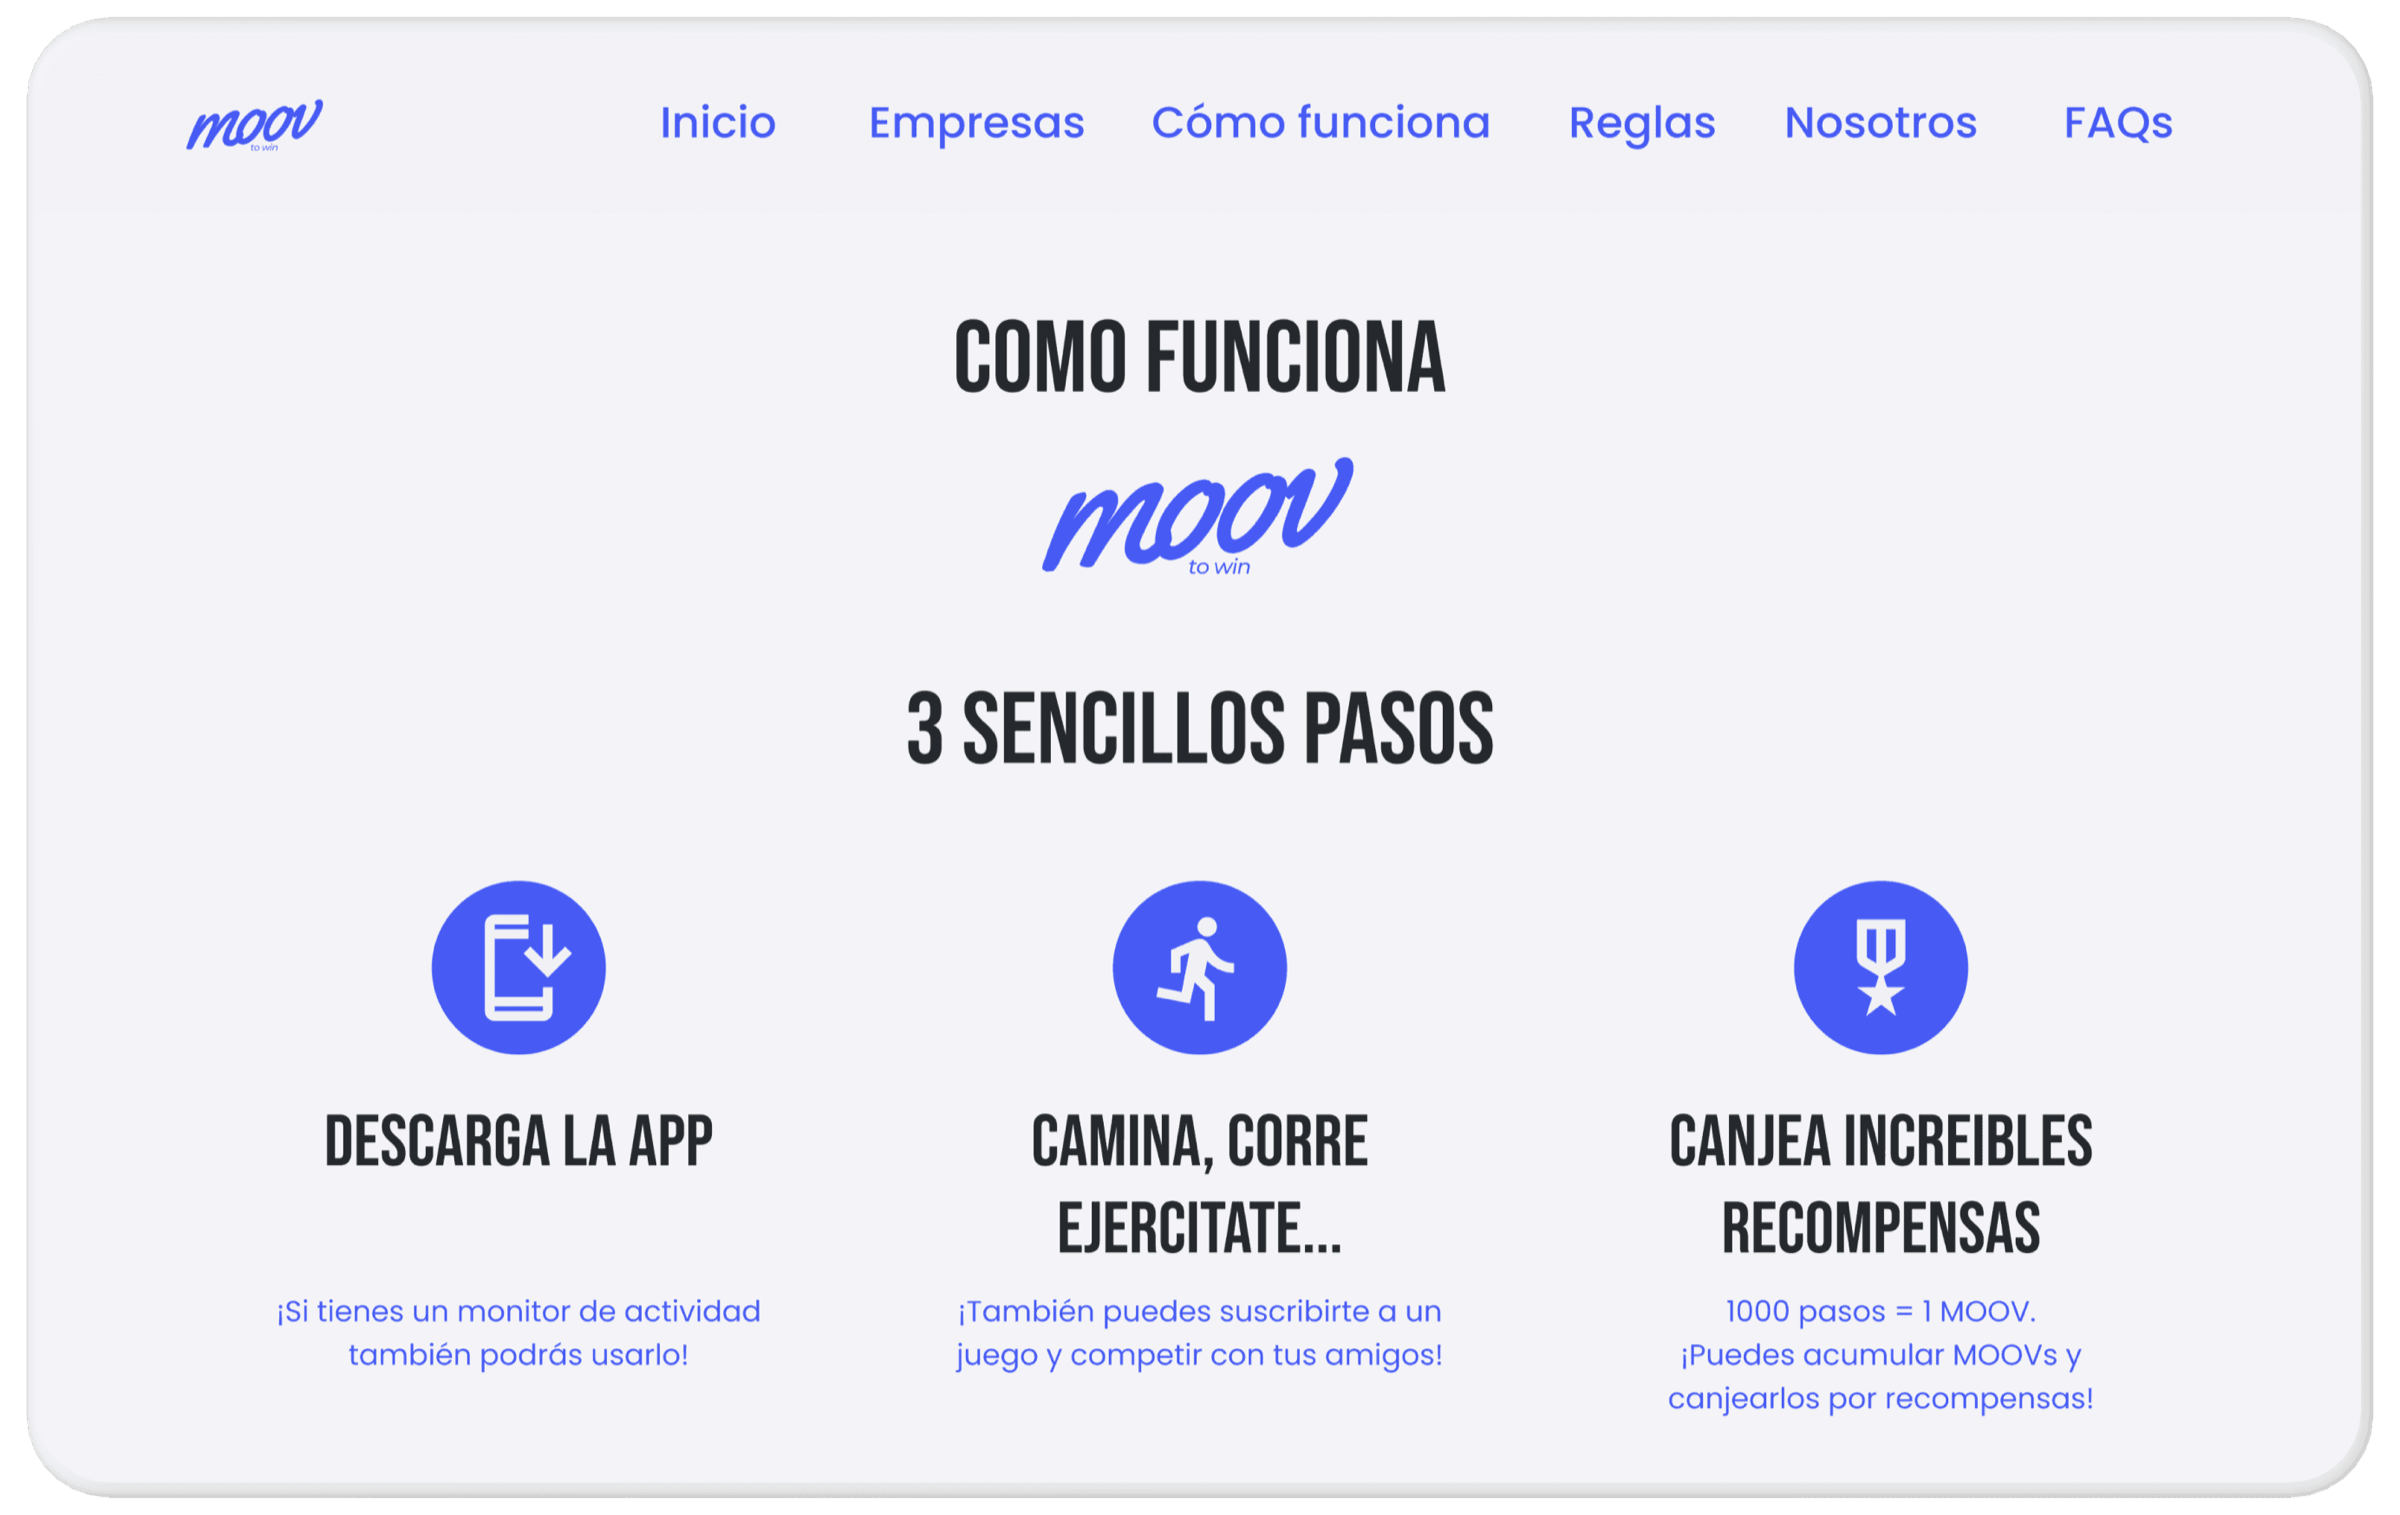 moov
to win
Inicio Empresas Cómo funciona Reglas Nosotros FAQs
COMO FUNCIONA
moov
to win
3 SENCILLOS PASOS
DESCARGA LA APP
¡Si tienes un monitor de actividad
también podrás usarlo!
CAMINA, CORRE
EJERCITATE...
¡También puedes suscribirte a un
juego y competir con tus amigos!
CANJEA INCREIBLES
RECOMPENSAS
1000 pasos = 1 MOOV.
¡Puedes acumular MOOVs y
canjearlos por recompensas!